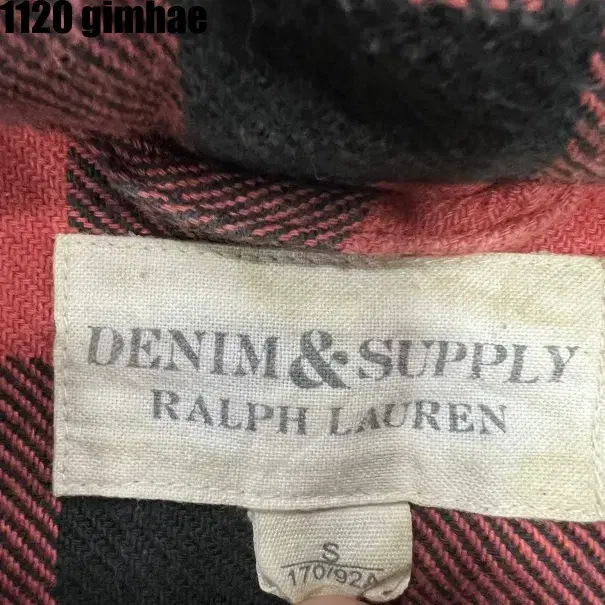 1120 gimhae
DENIM & SUPPLY
RALPH LAUREN
S
170/92A